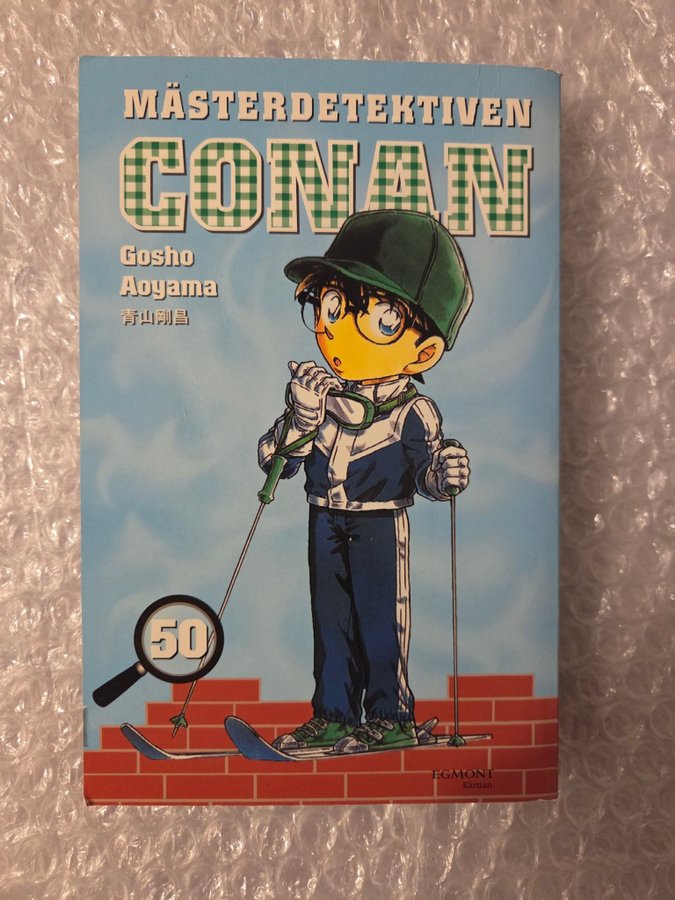 MÄSTERDETEKTIVEN
CONAN
Gosho
Aoyama
青山剛昌
50
EGMONT
Kärnan